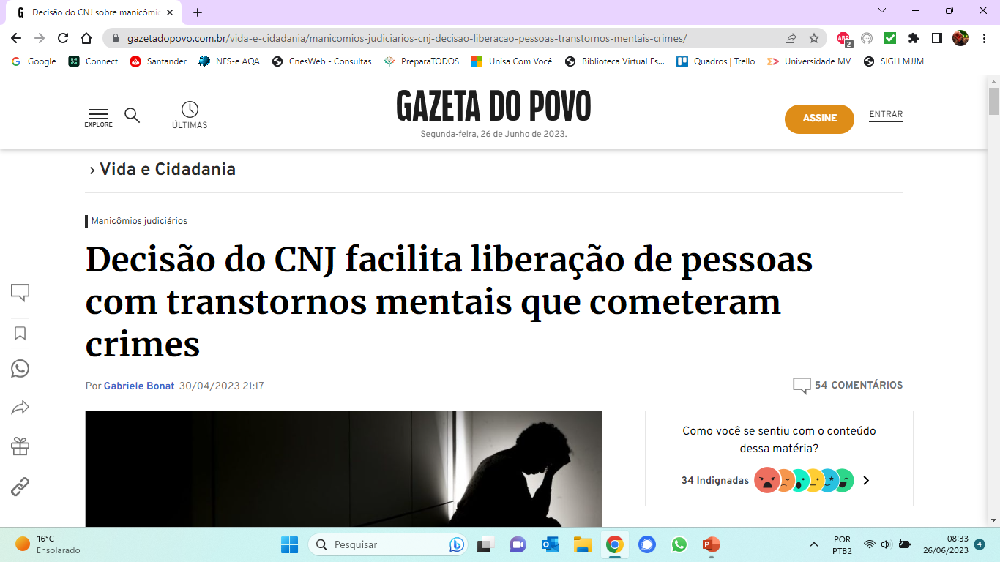 Decisão do CNJ sobre manicômio
gazetadopovo.com.br/vida-e-cidadania/manicomios-judiciarios-cnj-decisao-liberacao-pessoas-transtornos-mentais-crimes/
ABP
2
Google
Connect
Santander
NFS-e AQA
CnesWeb - Consultas
PreparaTODOS
Unisa Com Você
Biblioteca Virtual Es...
Quadros | Trello
Universidade MV
SIGH MJJM
EXPLORE
ÚLTIMAS
GAZETA DO POVO
Segunda-feira, 26 de Junho de 2023.
ASSINE
ENTRAR
› Vida e Cidadania
Manicômios judiciários
Decisão do CNJ facilita liberação de pessoas
com transtornos mentais que cometeram
crimes
Por Gabriele Bonat 30/04/2023 21:17
54 COMENTÁRIOS
Como você se sentiu com o conteúdo
dessa matéria?
34 Indignadas
16°C
Ensolarado
Pesquisar
POR
PTB2
08:33
26/06/2023
4